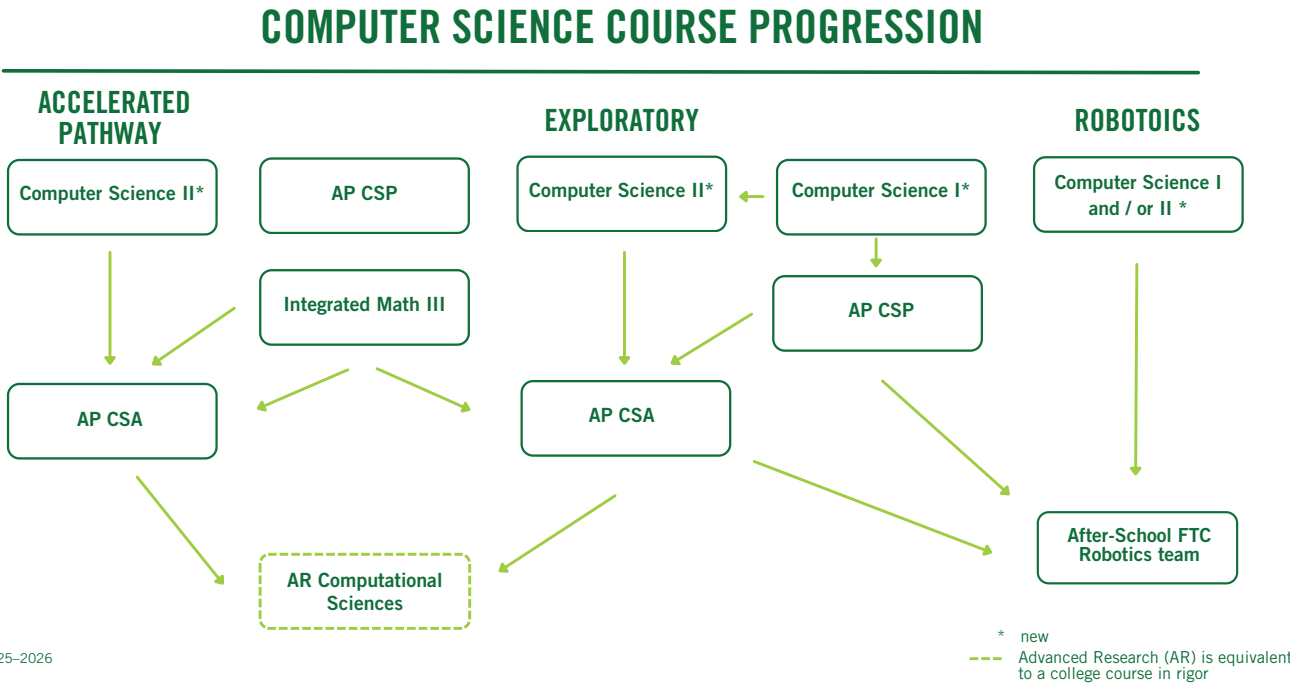 COMPUTER SCIENCE COURSE PROGRESSION
ACCELERATED
PATHWAY
EXPLORATORY
ROBOTOICS
Computer Science II*
AP CSP
Computer Science II*
Computer Science I*
Computer Science I
and / or II *
Integrated Math III
AP CSP
AP CSA
AP CSA
After-School FTC
Robotics team
AR Computational
Sciences
* new
Advanced Research (AR) is equivalent
to a college course in rigor
25–2026